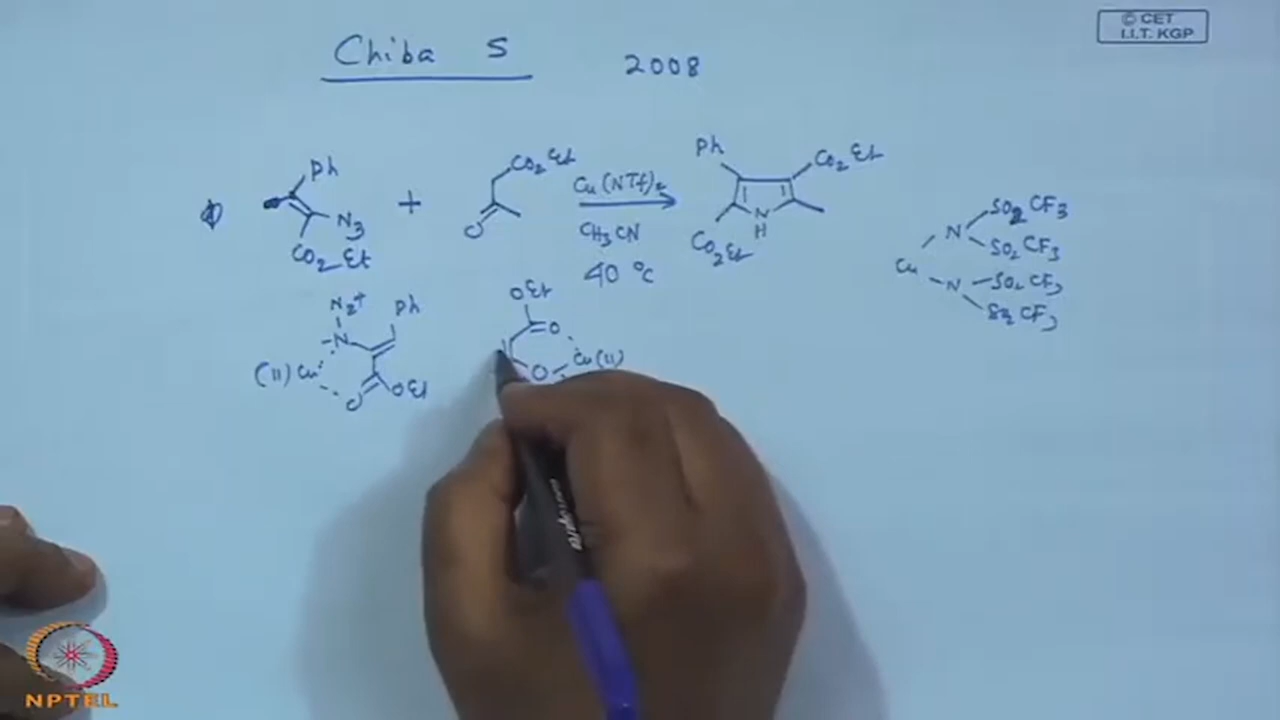 Chiba S 2008
© CET
I.I.T. KGP
Ph
N3
CO2Et
+
CO2Et
O
Cu(NTf)2
CH3CN
40 °C
Ph
CO2Et
N
H
CO2Et
Cu
N
SO2CF3
SO2CF3
N
SO2CF3
SO2CF3
N2+
N
Ph
(II) Cu
O
OEt
OEt
O
Cu(II)
O
NPTEL